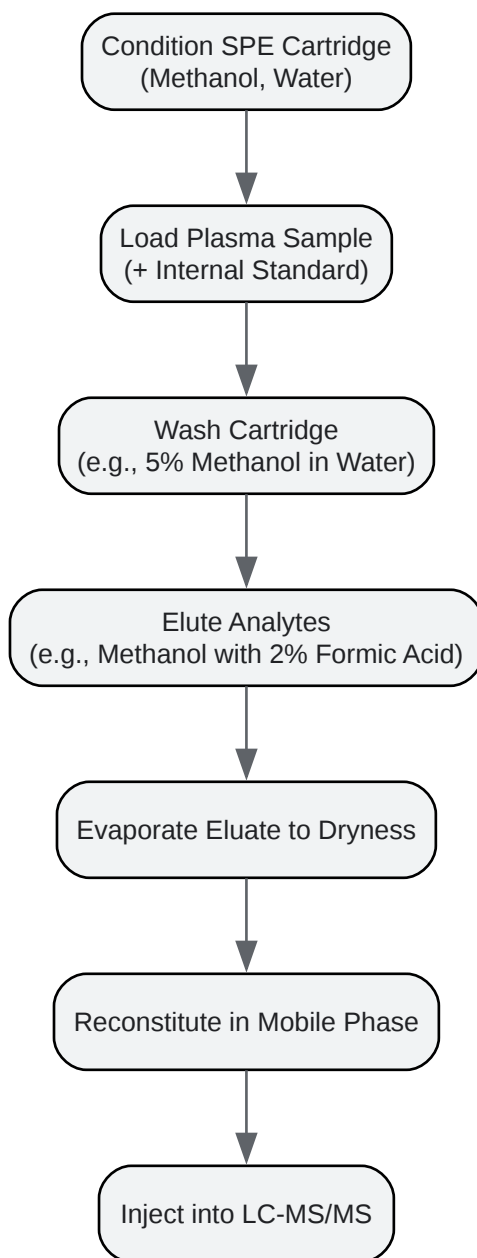 Condition SPE Cartridge
(Methanol, Water)
Load Plasma Sample
(+ Internal Standard)
Wash Cartridge
(e.g., 5% Methanol in Water)
Elute Analytes
(e.g., Methanol with 2% Formic Acid)
Evaporate Eluate to Dryness
Reconstitute in Mobile Phase
Inject into LC-MS/MS